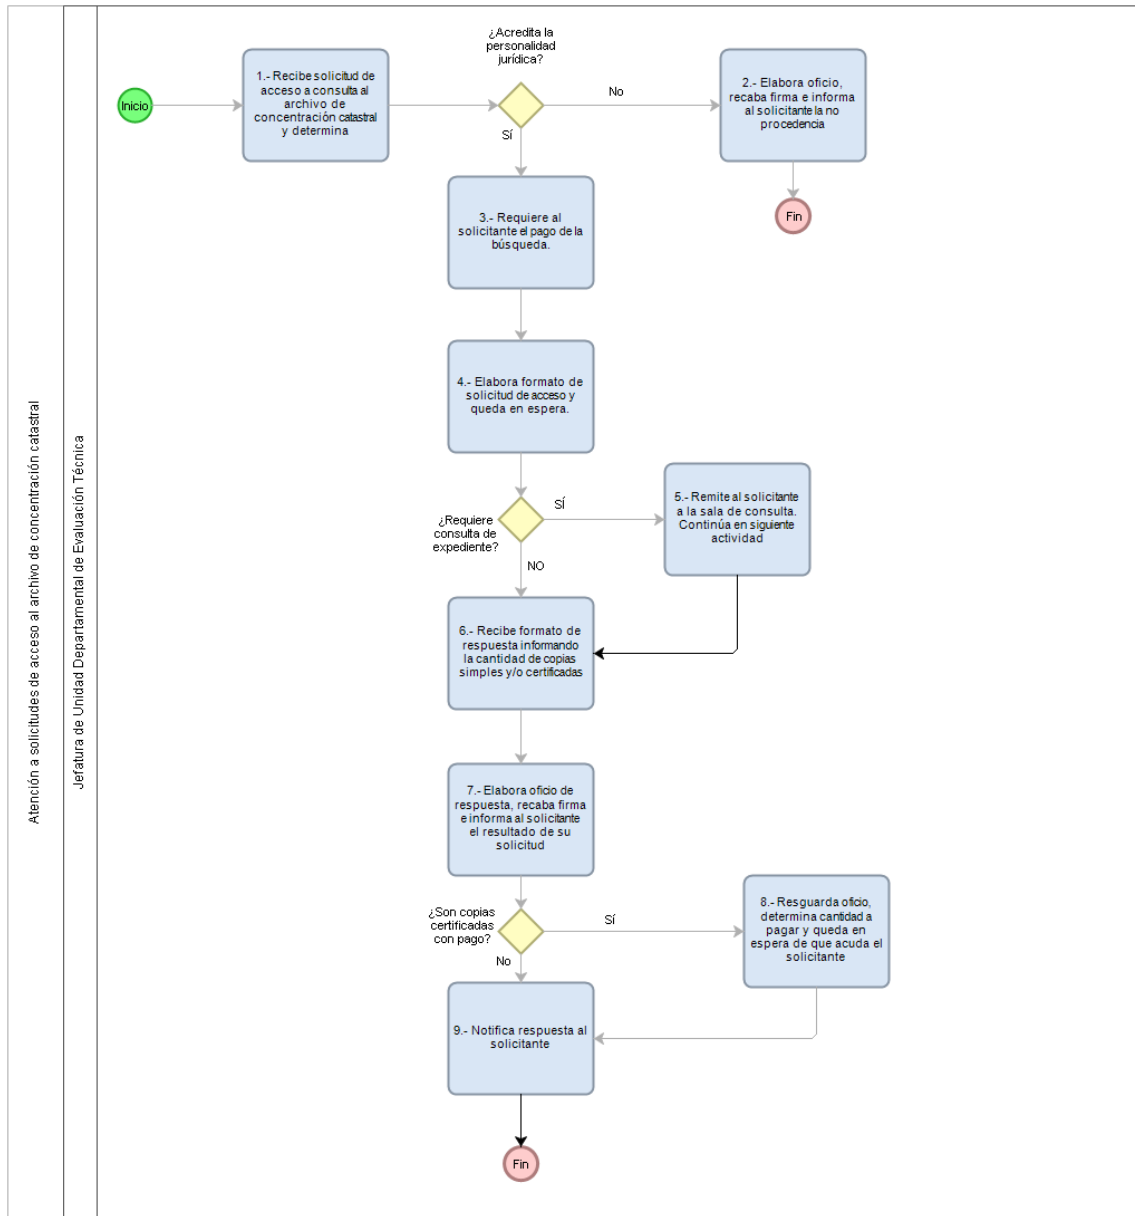 Atención a solicitudes de acceso al archivo de concentración catastral
Jefatura de Unidad Departamental de Evaluación Técnica
Inicio
1.- Recibe solicitud de
acceso a consulta al
archivo de
concentración catastral
y determina
¿Acredita la
personalidad
jurídica?
No
Sí
2.- Elabora oficio,
recaba firma e informa
al solicitante la no
procedencia
Fin
3.- Requiere al
solicitante el pago de la
búsqueda.
4.- Elabora formato de
solicitud de acceso y
queda en espera.
¿Requiere
consulta de
expediente?
SÍ
NO
5.- Remite al solicitante
a la sala de consulta.
Continúa en siguiente
actividad
6.- Recibe formato de
respuesta informando
la cantidad de copias
simples y/o certificadas
7.- Elabora oficio de
respuesta, recaba firma
e informa al solicitante
el resultado de su
solicitud
¿Son copias
certificadas
con pago?
Sí
No
8.- Resguarda oficio,
determina cantidad a
pagar y queda en
espera de que acuda el
solicitante
9.- Notifica respuesta al
solicitante
Fin